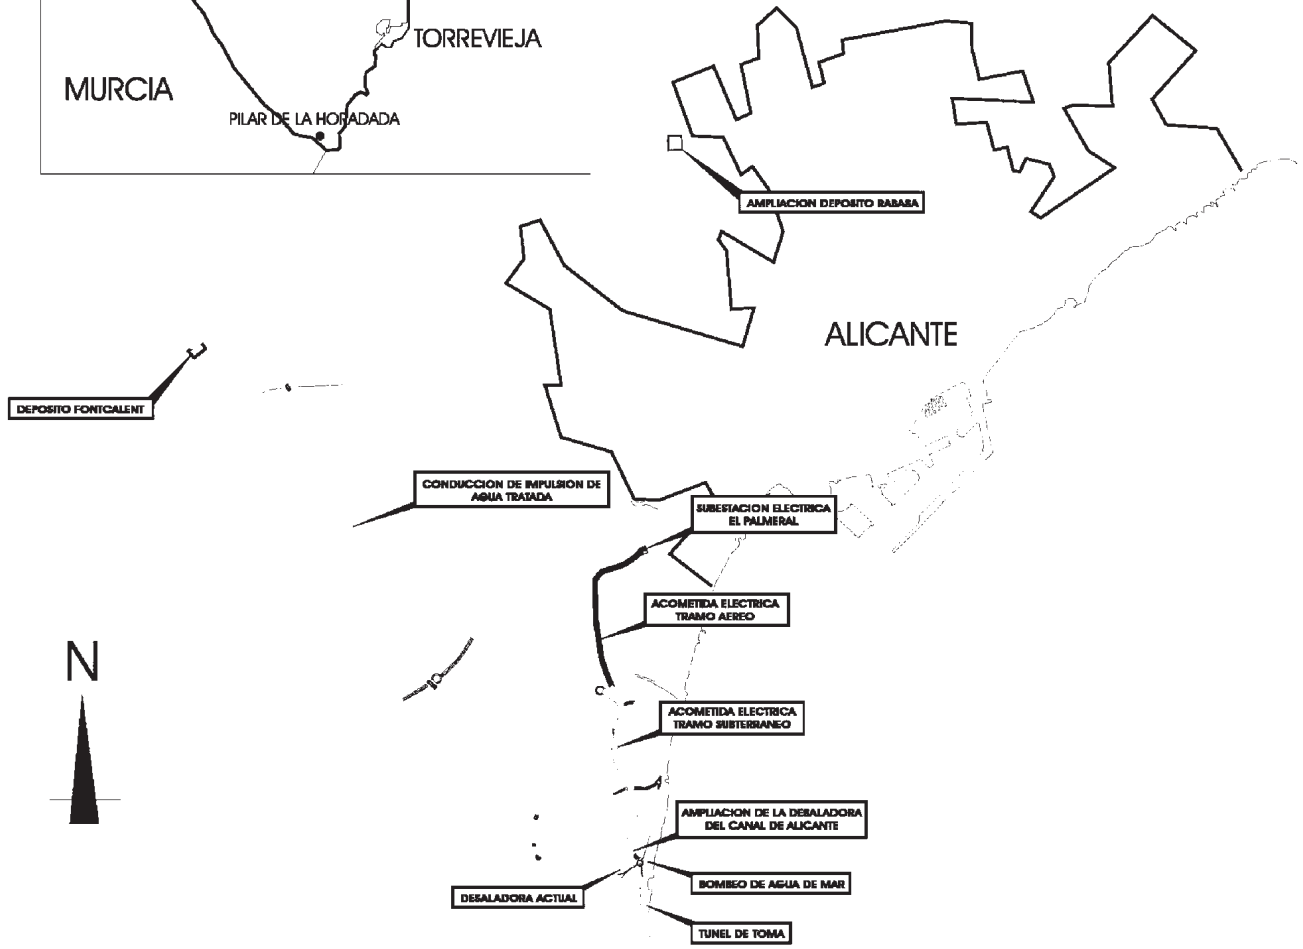 TORREVIEJA
MURCIA
PILAR DE LA HORADADA
AMPLIACION DEPOSITO RABASA
ALICANTE
DEPOSITO FONTCALENT
CONDUCCION DE IMPULSION DE
AGUA TRATADA
SUBESTACION ELECTRICA
EL PALMERAL
ACOMETIDA ELECTRICA
TRAMO AEREO
N
ACOMETIDA ELECTRICA
TRAMO SUBTERRANEO
AMPLIACION DE LA DESALADORA
DEL CANAL DE ALICANTE
BOMBEO DE AGUA DE MAR
DESALADORA ACTUAL
TUNEL DE TOMA